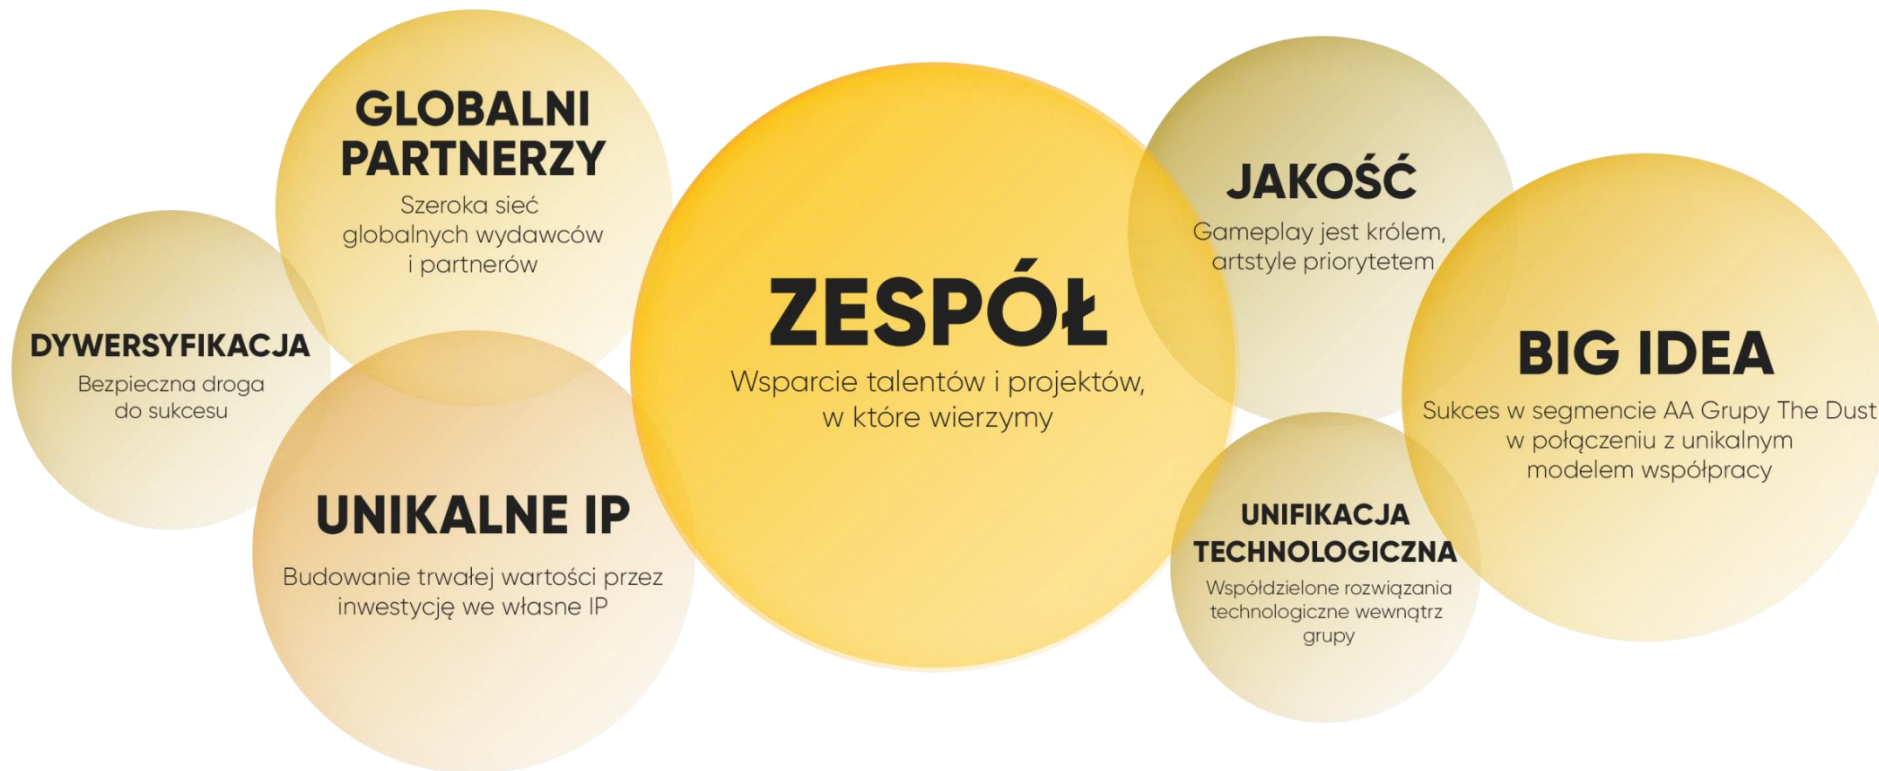 DYWERSYFIKACJA
Bezpieczna droga
do sukcesu
GLOBALNI
PARTNERZY
Szeroka sieć
globalnych wydawców
i partnerów
UNIKALNE IP
Budowanie trwałej wartości przez
inwestycję we własne IP
ZESPÓŁ
Wsparcie talentów i projektów,
w które wierzymy
JAKOŚĆ
Gameplay jest królem,
artstyle priorytetem
UNIFIKACJA
TECHNOLOGICZNA
Współdzielone rozwiązania
technologiczne wewnątrz
grupy
BIG IDEA
Sukces w segmencie AA Grupy The Dust
w połączeniu z unikalnym
modelem współpracy